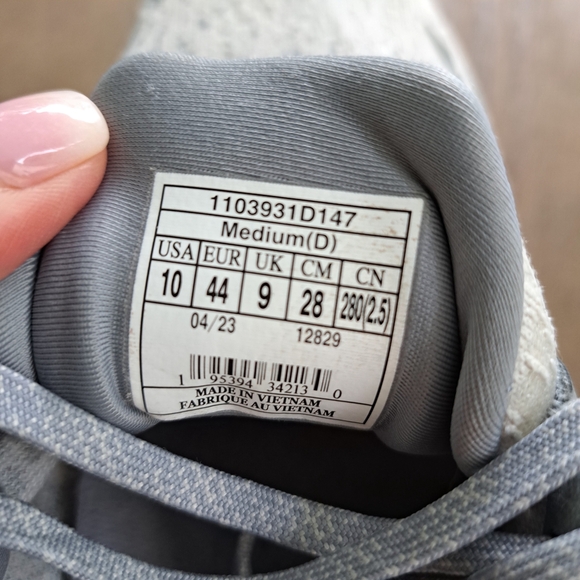 1103931D147
Medium(D)
USA EUR UK CM CN
10 44 9 28 280(2.5)
04/23 12829
1 95394 34213 0
MADE IN VIETNAM
FABRIQUE AU VIETNAM